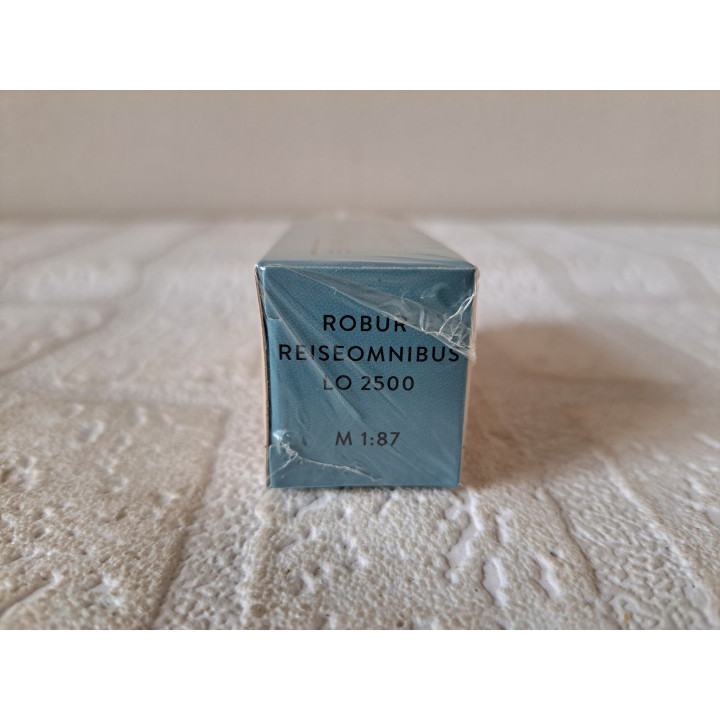 ROBUR
REISEOMNIBUS
LO 2500
M 1:87